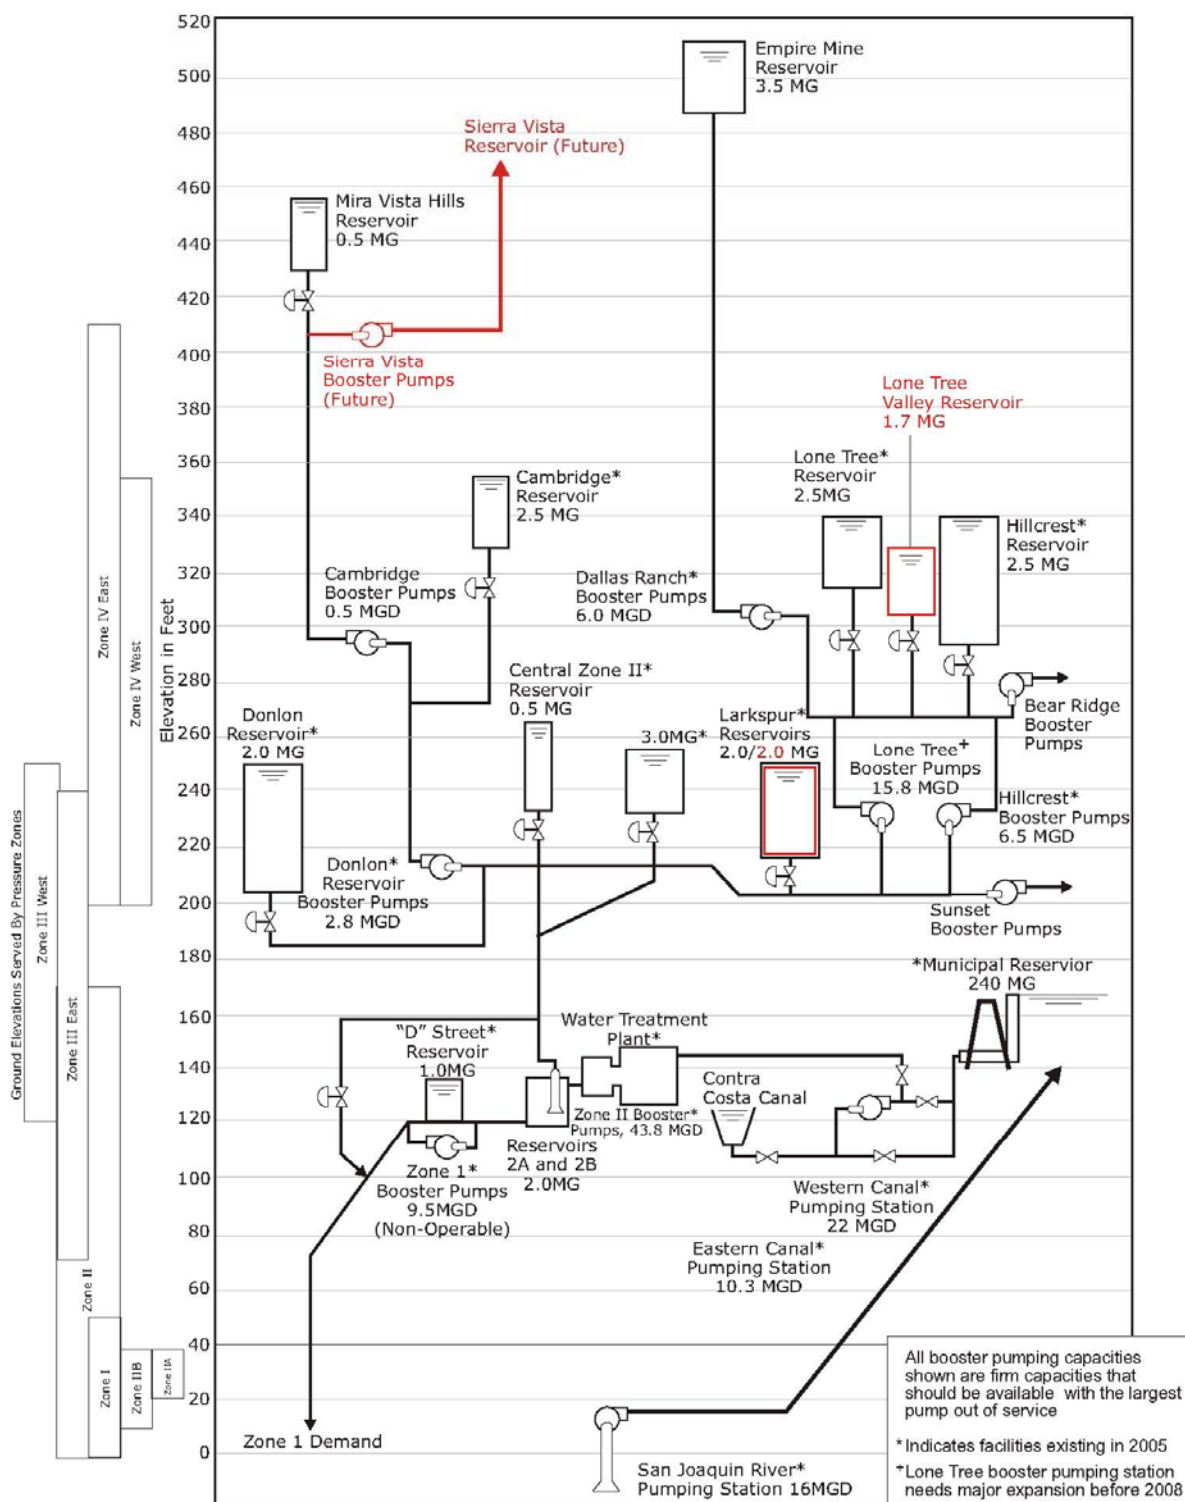 520
500
480
460
440
420
400
380
360
340
320
300
280
260
240
220
200
180
160
140
120
100
80
60
40
20
0
Elevation in Feet
Ground Elevations Served By Pressure Zones
Zone IV East
Zone IV West
Zone III West
Zone III East
Zone II
Zone I
Zone IIB
Zone IIA
Empire Mine
Reservoir
3.5 MG
Sierra Vista
Reservoir (Future)
Mira Vista Hills
Reservoir
0.5 MG
Sierra Vista
Booster Pumps
(Future)
Lone Tree
Valley Reservoir
1.7 MG
Lone Tree*
Reservoir
2.5MG
Cambridge*
Reservoir
2.5 MG
Hillcrest*
Reservoir
2.5 MG
Cambridge
Booster Pumps
0.5 MGD
Dallas Ranch*
Booster Pumps
6.0 MGD
Central Zone II*
Reservoir
0.5 MG
Bear Ridge
Booster
Pumps
Donlon
Reservoir*
2.0 MG
3.0MG*
Larkspur*
Reservoirs
2.0/2.0 MG
Lone Tree+
Booster Pumps
15.8 MGD
Hillcrest*
Booster Pumps
6.5 MGD
Donlon*
Reservoir
Booster Pumps
2.8 MGD
Sunset
Booster Pumps
*Municipal Reservior
240 MG
"D" Street*
Reservoir
1.0MG
Water Treatment
Plant*
Contra
Costa Canal
Zone II Booster*
Pumps, 43.8 MGD
Reservoirs
2A and 2B
2.0MG
Zone 1*
Booster Pumps
9.5MGD
(Non-Operable)
Western Canal*
Pumping Station
22 MGD
Eastern Canal*
Pumping Station
10.3 MGD
Zone 1 Demand
San Joaquin River*
Pumping Station 16MGD
All booster pumping capacities
shown are firm capacities that
should be available with the largest
pump out of service
*Indicates facilities existing in 2005
+Lone Tree booster pumping station
needs major expansion before 2008